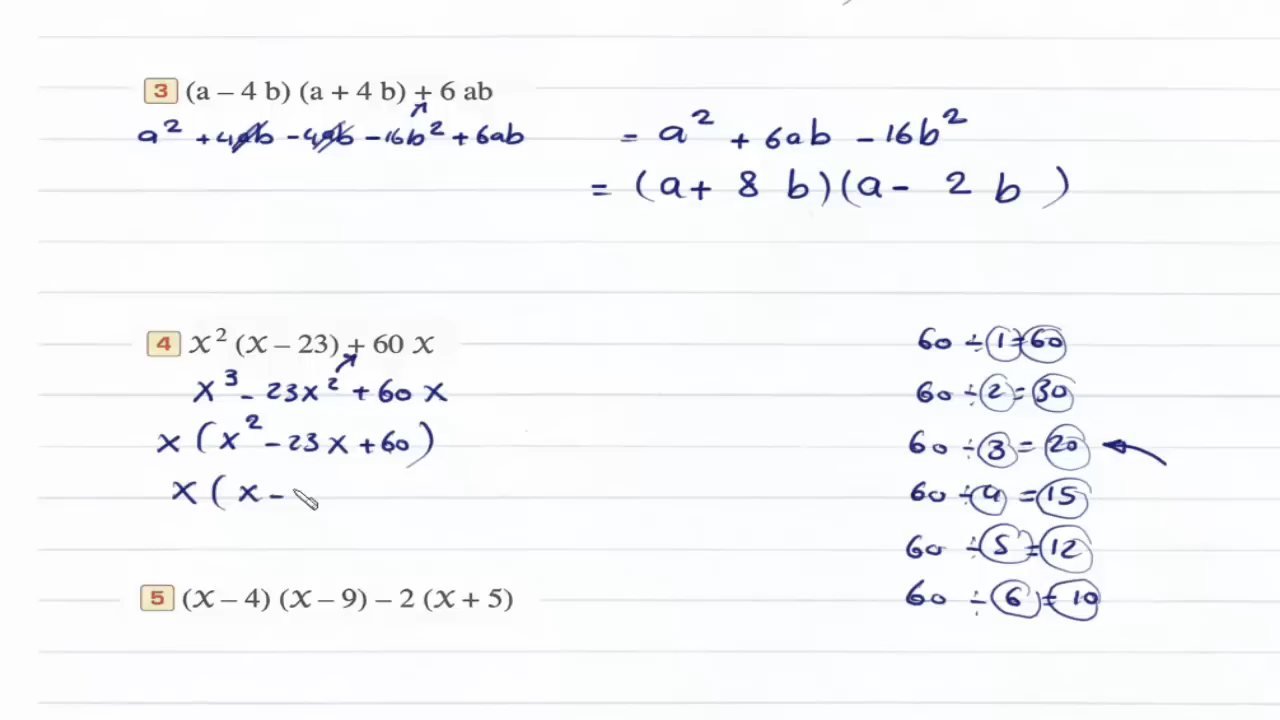 3 (a – 4 b) (a + 4 b) + 6 ab
a² + 4ab - 4ab - 16b² + 6ab
= a² + 6ab - 16b²
= (a + 8 b)(a - 2 b)
4 x² (x – 23) + 60 x
x³ - 23x² + 60 x
x (x² - 23x + 60)
x (x -
60 ÷ 1 = 60
60 ÷ 2 = 30
60 ÷ 3 = 20
60 ÷ 4 = 15
60 ÷ 5 = 12
60 ÷ 6 = 10
5 (x – 4) (x – 9) – 2 (x + 5)